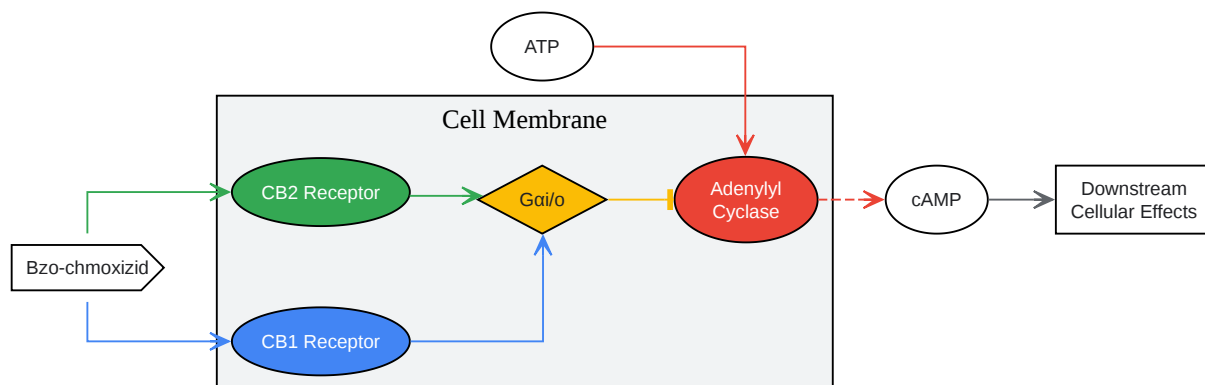 ATP
Cell Membrane
CB2 Receptor
Gαi/o
Adenylyl
Cyclase
cAMP
Downstream
Cellular Effects
Bzo-chmoxizid
CB1 Receptor